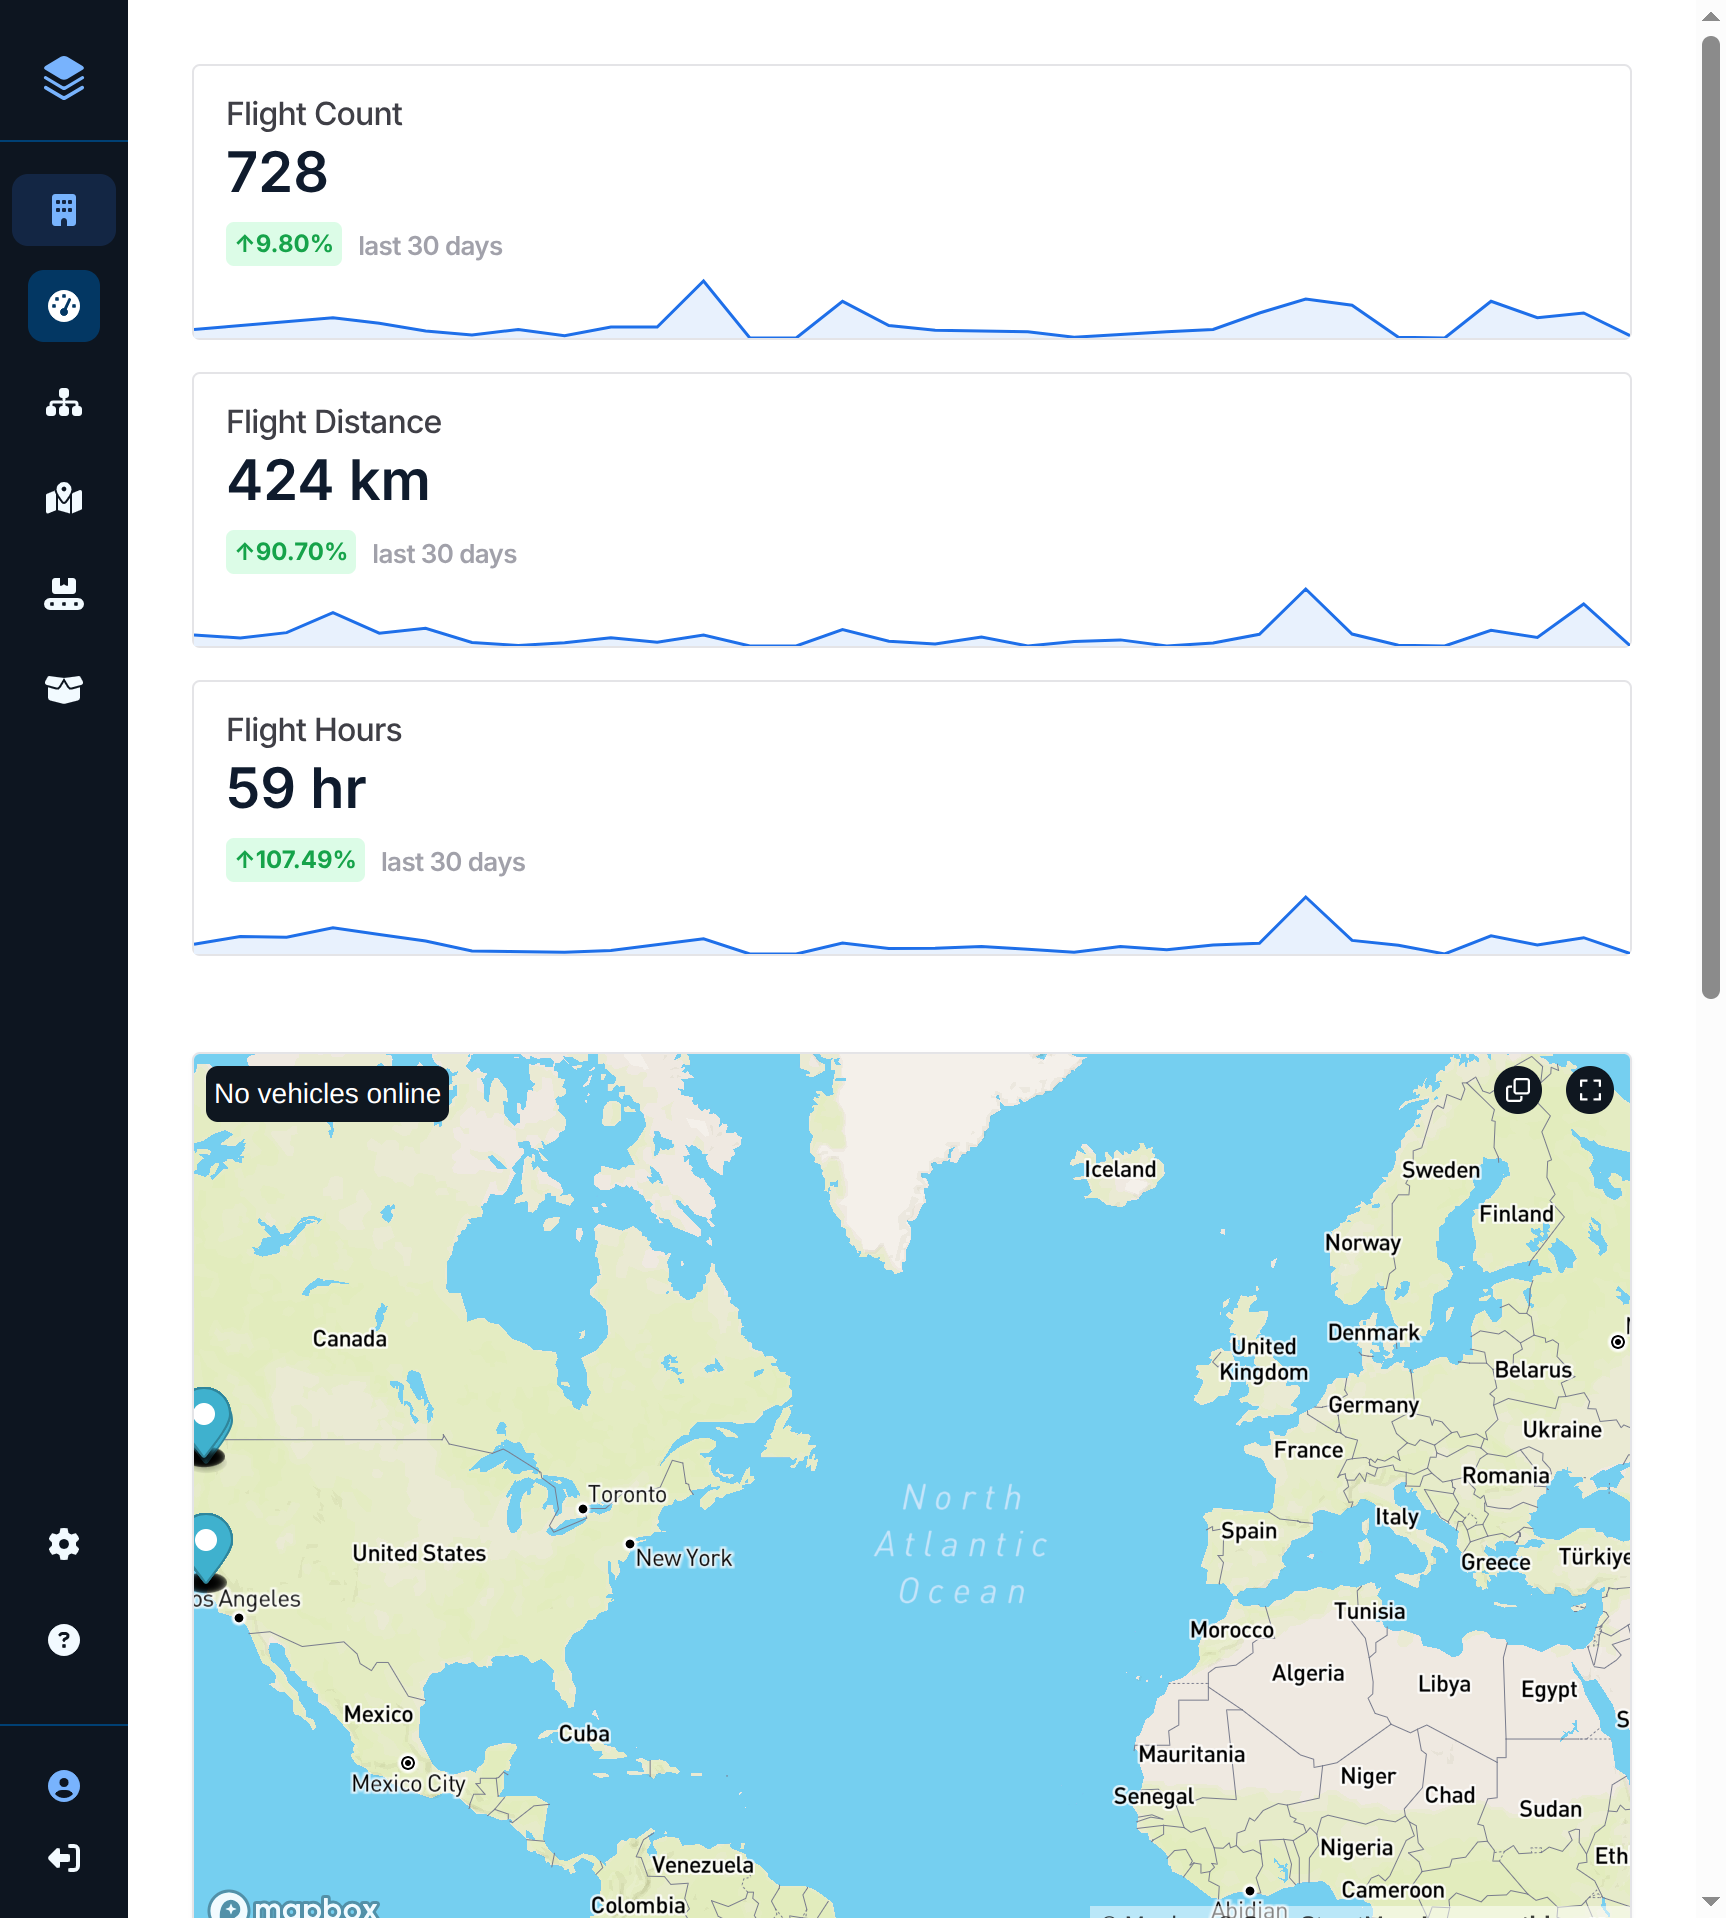 Flight Count
728
↑9.80% last 30 days
Flight Distance
424 km
↑90.70% last 30 days
Flight Hours
59 hr
↑107.49% last 30 days
No vehicles online
Iceland
Sweden
Finland
Norway
Canada
United
Kingdom
Denmark
Belarus
Germany
Ukraine
France
Romania
Toronto
North
Atlantic
Ocean
Italy
Spain
United States
New York
Greece
Türkiye
os Angeles
Tunisia
Morocco
Algeria
Libya
Egypt
Mexico
Cuba
S
Mauritania
Mexico City
Niger
Senegal
Chad
Sudan
Nigeria
Eth
Venezuela
Cameroon
Colombia
mapbox
Abidjan